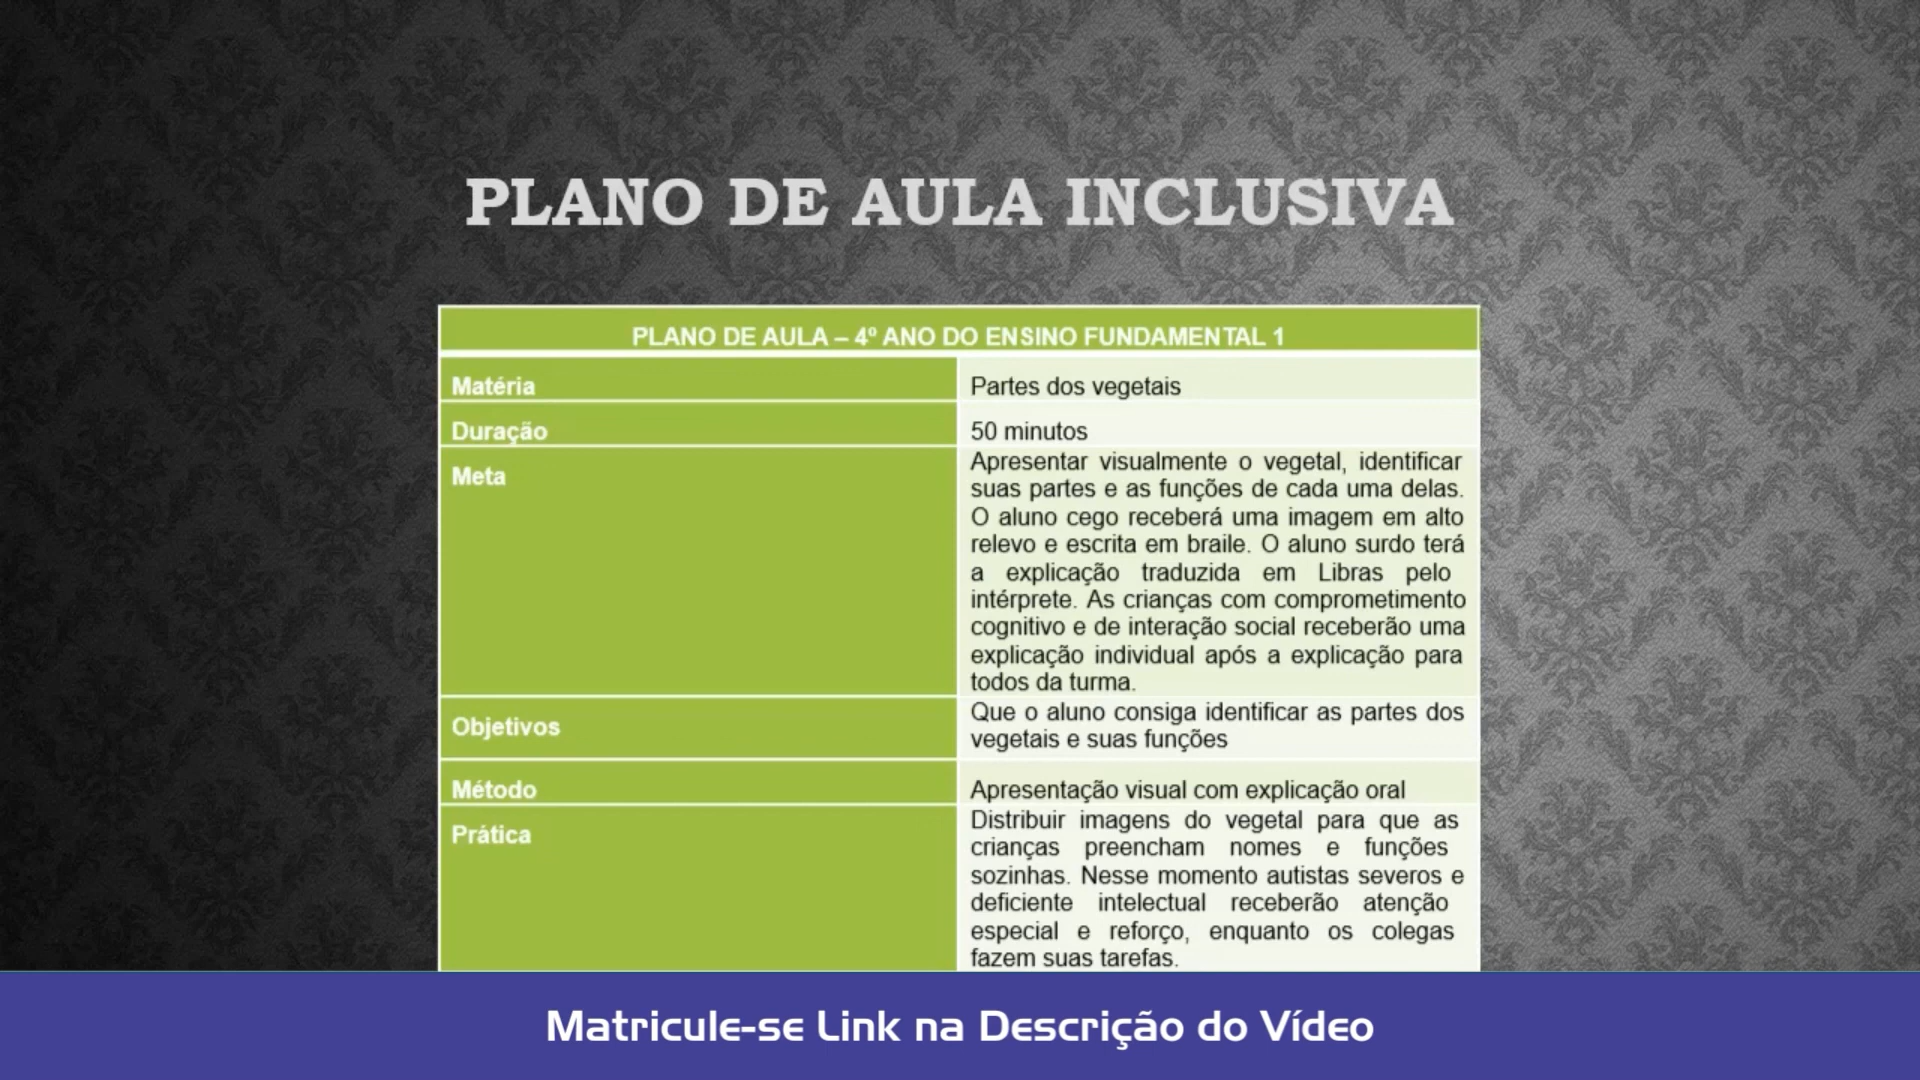 PLANO DE AULA INCLUSIVA
PLANO DE AULA – 4º ANO DO ENSINO FUNDAMENTAL 1
Matéria
Partes dos vegetais
Duração
50 minutos
Meta
Apresentar visualmente o vegetal, identificar
suas partes e as funções de cada uma delas.
O aluno cego receberá uma imagem em alto
relevo e escrita em braile. O aluno surdo terá
a explicação traduzida em Libras pelo
intérprete. As crianças com comprometimento
cognitivo e de interação social receberão uma
explicação individual após a explicação para
todos da turma.
Objetivos
Que o aluno consiga identificar as partes dos
vegetais e suas funções
Método
Apresentação visual com explicação oral
Prática
Distribuir imagens do vegetal para que as
crianças preencham nomes e funções
sozinhas. Nesse momento autistas severos e
deficiente intelectual receberão atenção
especial e reforço, enquanto os colegas
fazem suas tarefas.
Matricule-se Link na Descrição do Vídeo